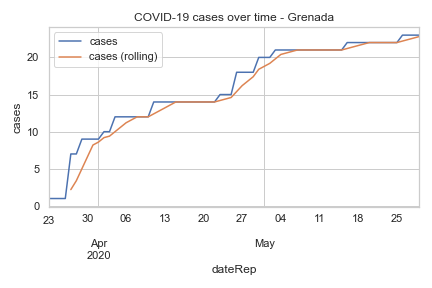 COVID-19 cases over time - Grenada
cases
cases (rolling)
cases
20
15
10
5
0
23 30 06 13 20 27 04 11 18 25
Apr May
2020
dateRep